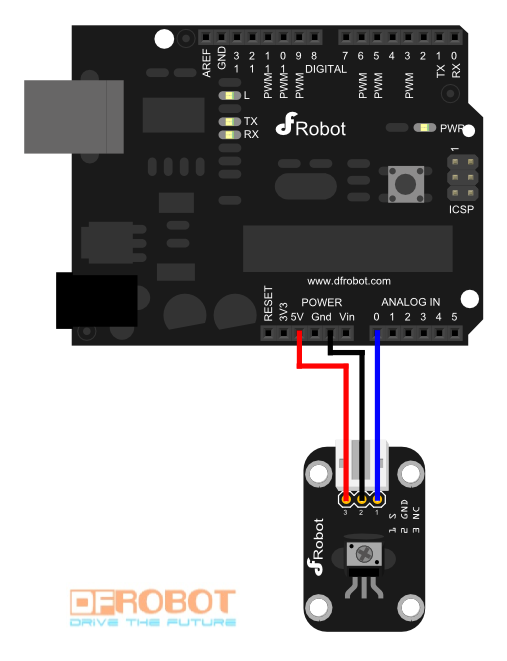 AREF
GND
13
12
PWM 11
PWM 10
PWM 9
8
7
PWM 6
PWM 5
4
PWM 3
2
TX 1
RX 0
DIGITAL
L
TX
RX
DFRobot
PWR
1
ICSP
www.dfrobot.com
RESET
3V3
POWER
5V Gnd Vin
ANALOG IN
0 1 2 3 4 5
3 2 1
1 S
2 GND
3 NC
DFRobot
DFROBOT
DRIVE THE FUTURE